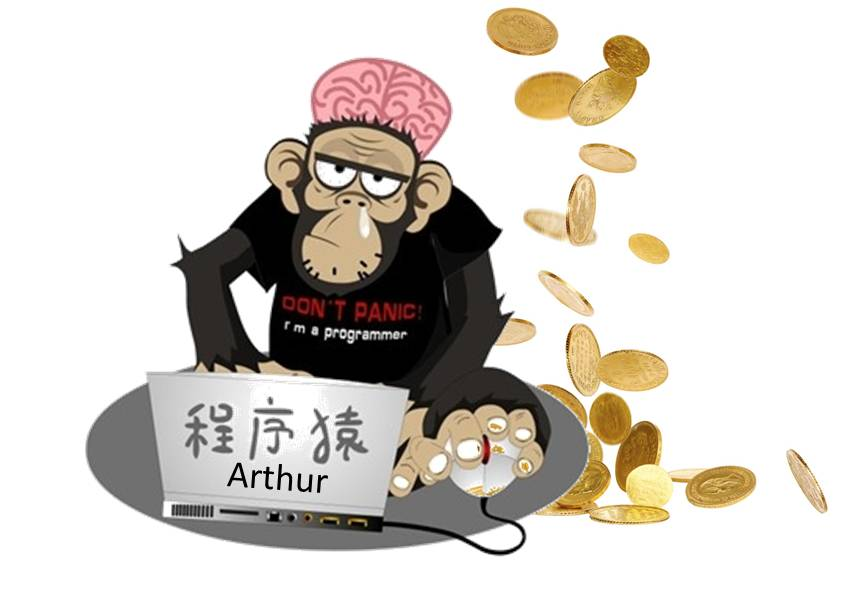 DON'T PANIC!
I'm a programmer
程序猿
Arthur